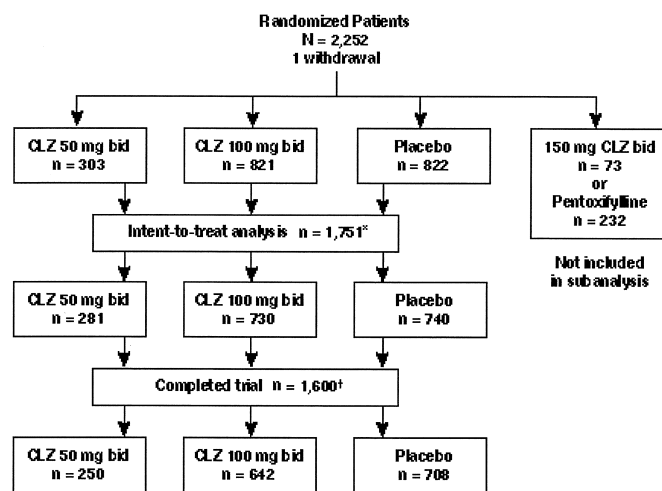 Randomized Patients
N = 2,252
1 withdrawal
CLZ 50 mg bid
n = 303
CLZ 100 mg bid
n = 821
Placebo
n = 822
150 mg CLZ bid
n = 73
or
Pentoxifylline
n = 232
Intent-to-treat analysis n = 1,751*
Not included
in subanalysis
CLZ 50 mg bid
n = 281
CLZ 100 mg bid
n = 730
Placebo
n = 740
Completed trial n = 1,600†
CLZ 50 mg bid
n = 250
CLZ 100 mg bid
n = 642
Placebo
n = 708